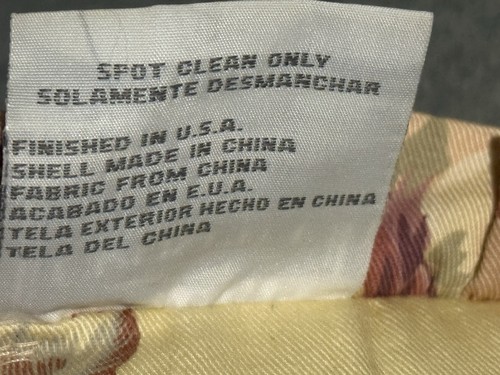 SPOT CLEAN ONLY
SOLAMENTE DESMANCHAR
FINISHED IN U.S.A.
SHELL MADE IN CHINA
FABRIC FROM CHINA
ACABADO EN E.U.A.
TELA EXTERIOR HECHO EN CHINA
TELA DEL CHINA